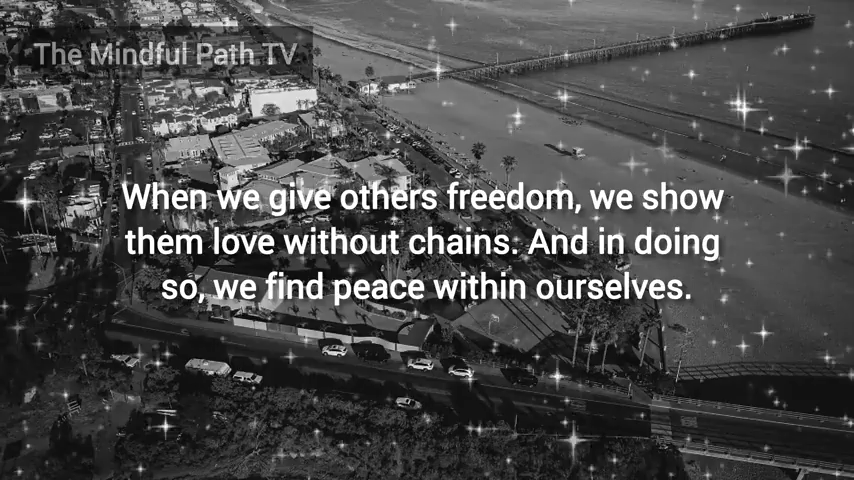 The Mindful Path TV
When we give others freedom, we show
them love without chains. And in doing
so, we find peace within ourselves.